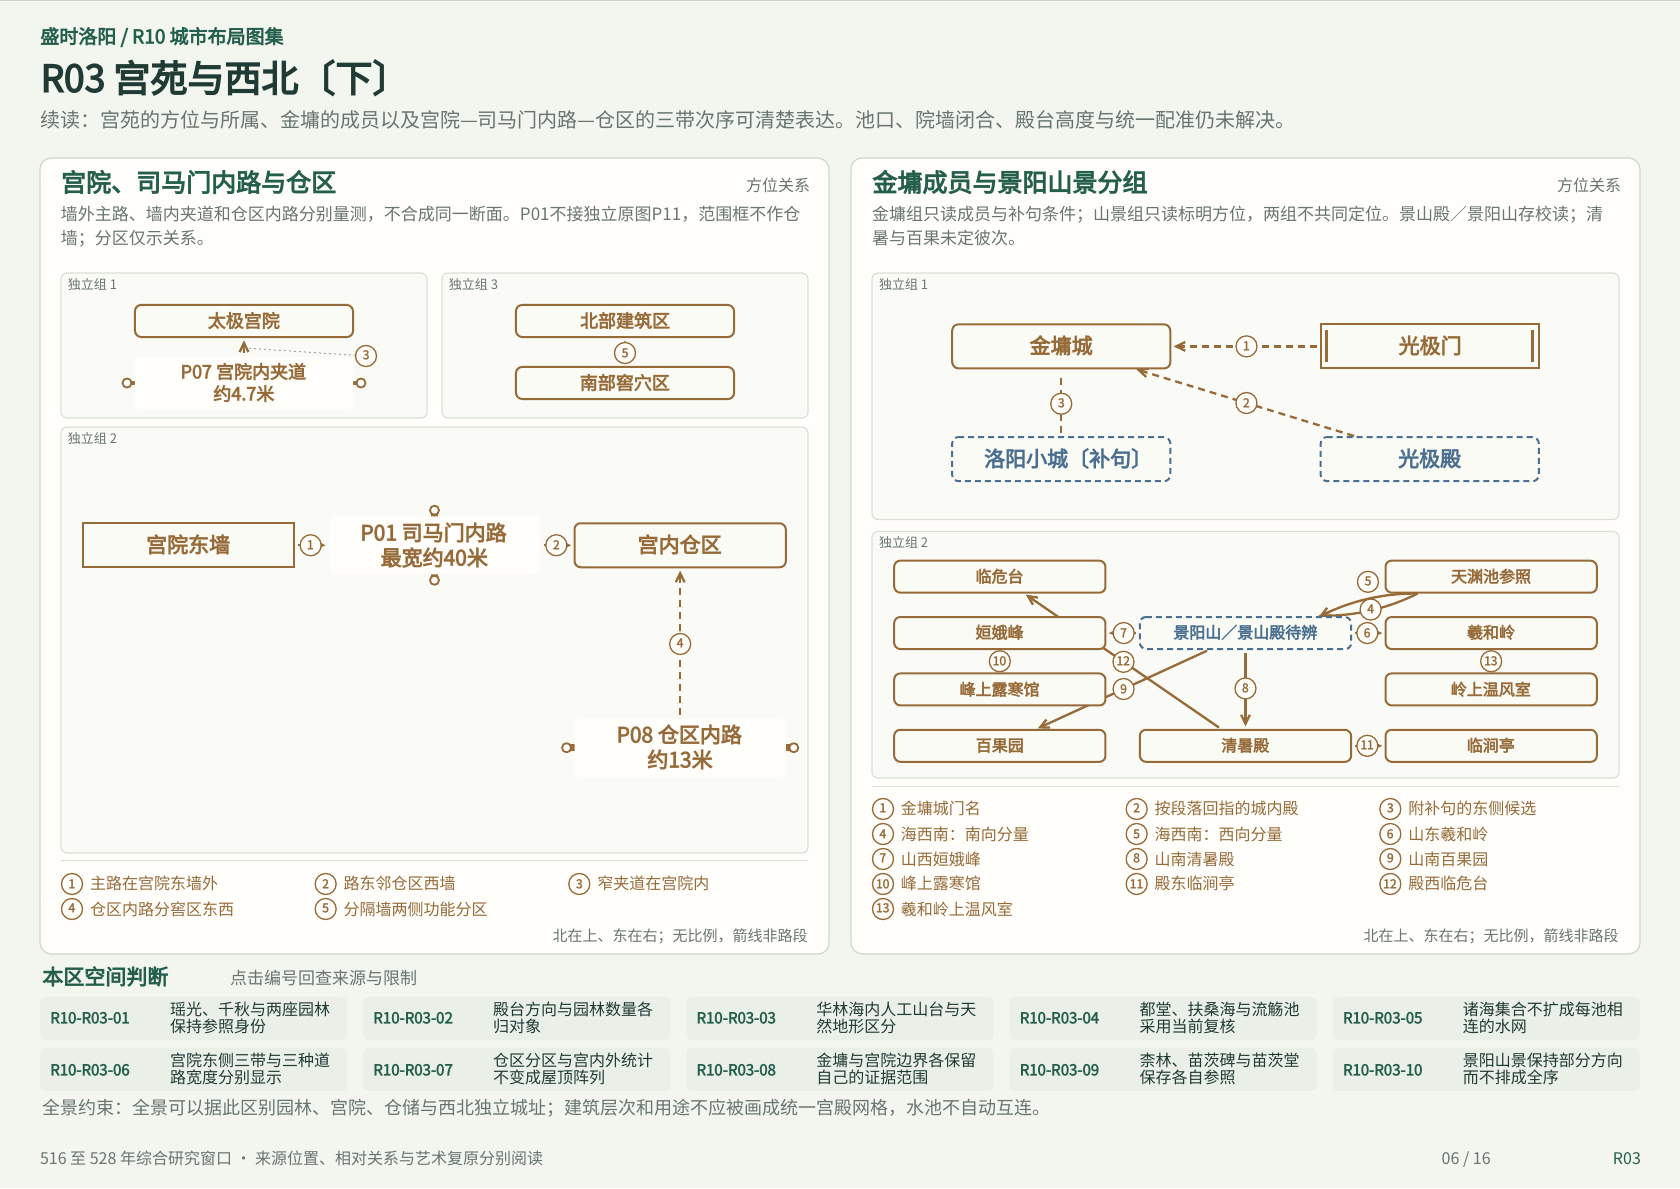 盛时洛阳 / R10 城市布局图集
R03 宫苑与西北〔下〕
续读：宫苑的方位与所属、金墉的成员以及宫院—司马门内路—仓区的三带次序可清楚表达。池口、院墙闭合、殿台高度与统一配准仍未解决。
宫院、司马门内路与仓区
方位关系
墙外主路、墙内夹道和仓区内路分别量测，不合成同一断面。P01不接独立原图P11，范围框不作仓
墙；分区仅示关系。
独立组 1
太极宫院
3
P07 宫院内夹道
约4.7米
独立组 3
北部建筑区
5
南部窖穴区
独立组 2
宫院东墙
1
P01 司马门内路
最宽约40米
2
宫内仓区
4
P08 仓区内路
约13米
1 主路在宫院东墙外
2 路东邻仓区西墙
3 窄夹道在宫院内
4 仓区内路分窖区东西
5 分隔墙两侧功能分区
北在上、东在右；无比例，箭线非路段
金墉成员与景阳山景分组
方位关系
金墉组只读成员与补句条件；山景组只读标明方位，两组不共同定位。景山殿／景阳山存校读；清
暑与百果未定彼次。
独立组 1
金墉城
1
光极门
3
2
洛阳小城〔补句〕
光极殿
独立组 2
临危台
5
天渊池参照
4
姮娥峰
7
景阳山／景山殿待辨
6
羲和岭
10
12
13
峰上露寒馆
9
8
岭上温风室
百果园
清暑殿
11
临涧亭
1 金墉城门名
2 按段落回指的城内殿
3 附补句的东侧候选
4 海西南：南向分量
5 海西南：西向分量
6 山东羲和岭
7 山西姮娥峰
8 山南清暑殿
9 山南百果园
10 峰上露寒馆
11 殿东临涧亭
12 殿西临危台
13 羲和岭上温风室
北在上、东在右；无比例，箭线非路段
本区空间判断
点击编号回查来源与限制
R10-R03-01
瑶光、千秋与两座园林
保持参照身份
R10-R03-02
殿台方向与园林数量各
归对象
R10-R03-03
华林海内人工山台与天
然地形区分
R10-R03-04
都堂、扶桑海与流觞池
采用当前复核
R10-R03-05
诸海集合不扩成每池相
连的水网
R10-R03-06
宫院东侧三带与三种道
路宽度分别显示
R10-R03-07
仓区分区与宫内外统计
不变成屋顶阵列
R10-R03-08
金墉与宫院边界各保留
自己的证据范围
R10-R03-09
柰林、苗茨碑与苗茨堂
保存各自参照
R10-R03-10
景阳山景保持部分方向
而不排成全序
全景约束：全景可以据此区别园林、宫院、仓储与西北独立城址；建筑层次和用途不应被画成统一宫殿网格，水池不自动互连。
516 至 528 年综合研究窗口 · 来源位置、相对关系与艺术复原分别阅读
06 / 16
R03